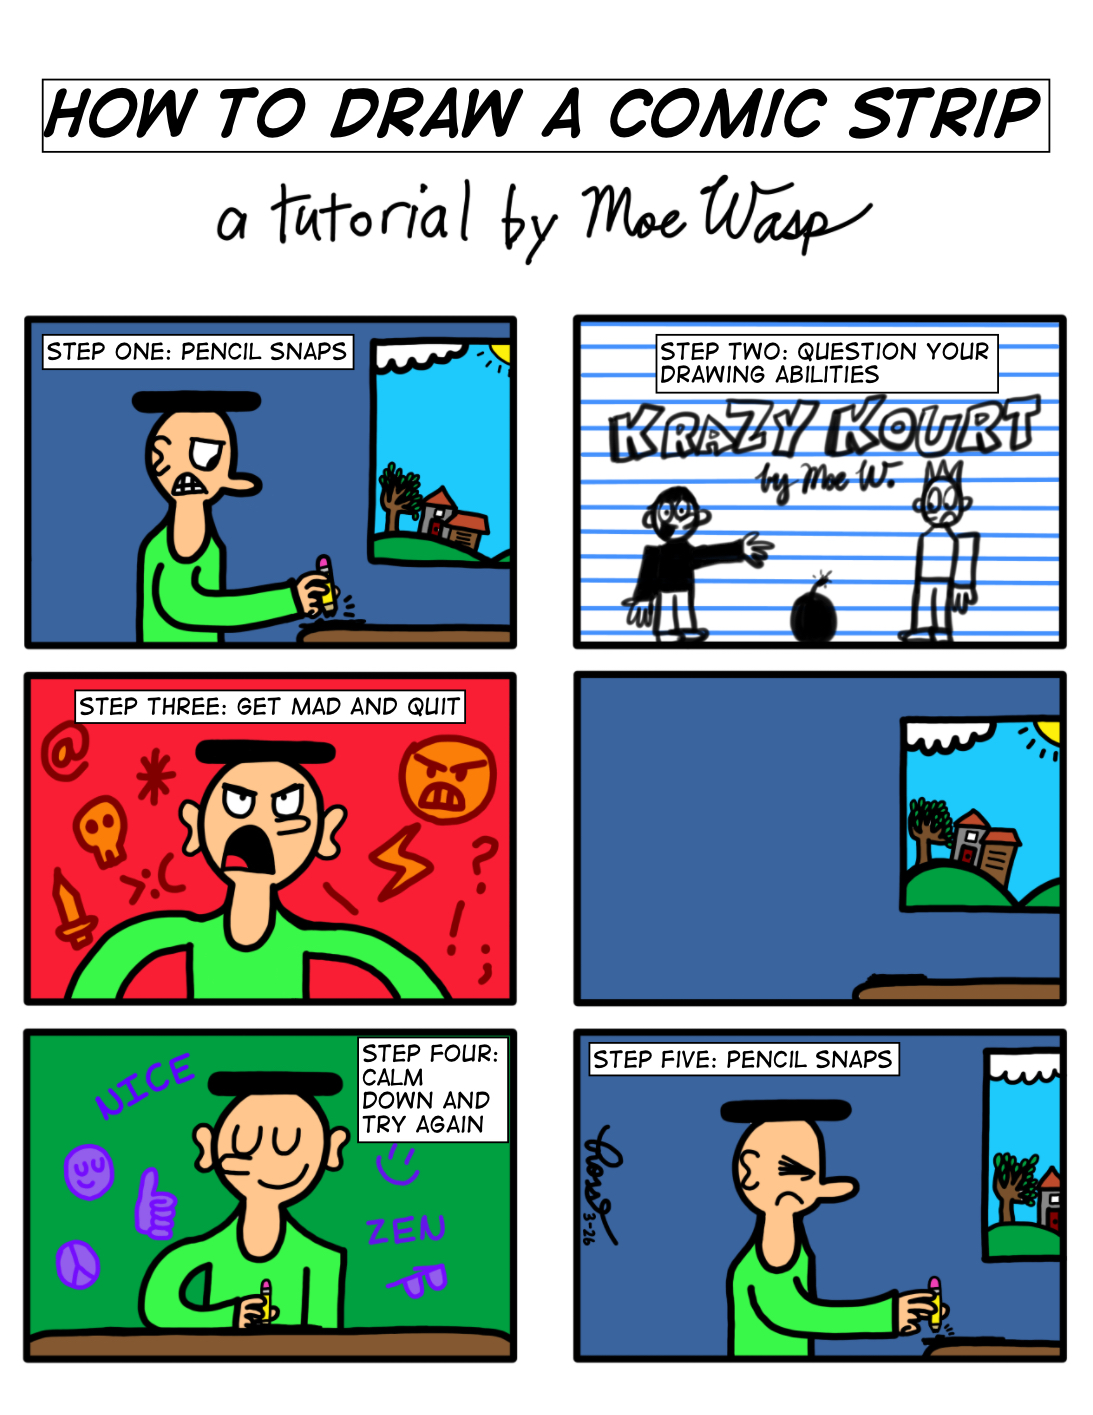 HOW TO DRAW A COMIC STRIP
a tutorial by Moe Wasp
STEP ONE: PENCIL SNAPS
STEP TWO: QUESTION YOUR
DRAWING ABILITIES
KRAZY KOURT
by Moe W.
STEP THREE: GET MAD AND QUIT
@
*
>:(
?
!
;
STEP FOUR:
CALM
DOWN AND
TRY AGAIN
NICE
ZEN
STEP FIVE: PENCIL SNAPS
3-26